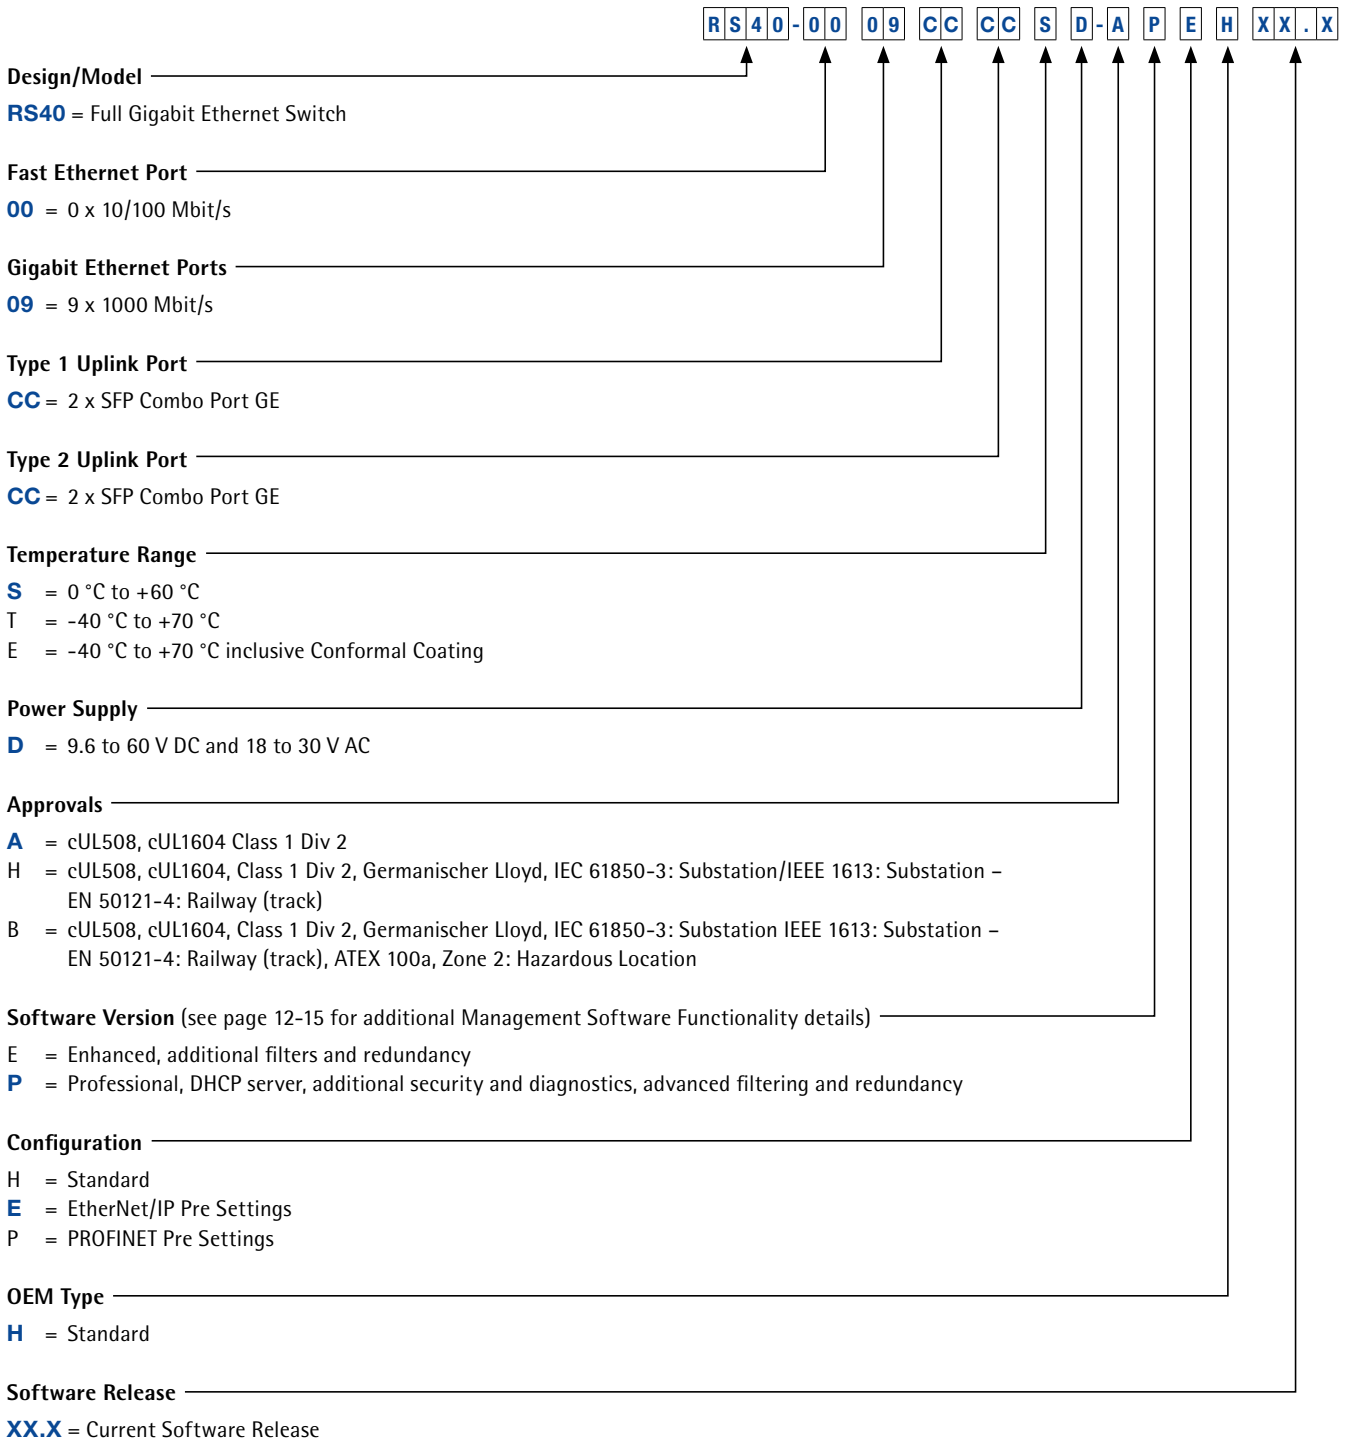 RS40-00 09 CC CC S D-A P E H XX.X
Design/Model
RS40 = Full Gigabit Ethernet Switch
Fast Ethernet Port
00 = 0 x 10/100 Mbit/s
Gigabit Ethernet Ports
09 = 9 x 1000 Mbit/s
Type 1 Uplink Port
CC = 2 x SFP Combo Port GE
Type 2 Uplink Port
CC = 2 x SFP Combo Port GE
Temperature Range
S = 0 °C to +60 °C
T = -40 °C to +70 °C
E = -40 °C to +70 °C inclusive Conformal Coating
Power Supply
D = 9.6 to 60 V DC and 18 to 30 V AC
Approvals
A = cUL508, cUL1604 Class 1 Div 2
H = cUL508, cUL1604, Class 1 Div 2, Germanischer Lloyd, IEC 61850-3: Substation/IEEE 1613: Substation –
EN 50121-4: Railway (track)
B = cUL508, cUL1604, Class 1 Div 2, Germanischer Lloyd, IEC 61850-3: Substation IEEE 1613: Substation –
EN 50121-4: Railway (track), ATEX 100a, Zone 2: Hazardous Location
Software Version (see page 12-15 for additional Management Software Functionality details)
E = Enhanced, additional filters and redundancy
P = Professional, DHCP server, additional security and diagnostics, advanced filtering and redundancy
Configuration
H = Standard
E = EtherNet/IP Pre Settings
P = PROFINET Pre Settings
OEM Type
H = Standard
Software Release
XX.X = Current Software Release